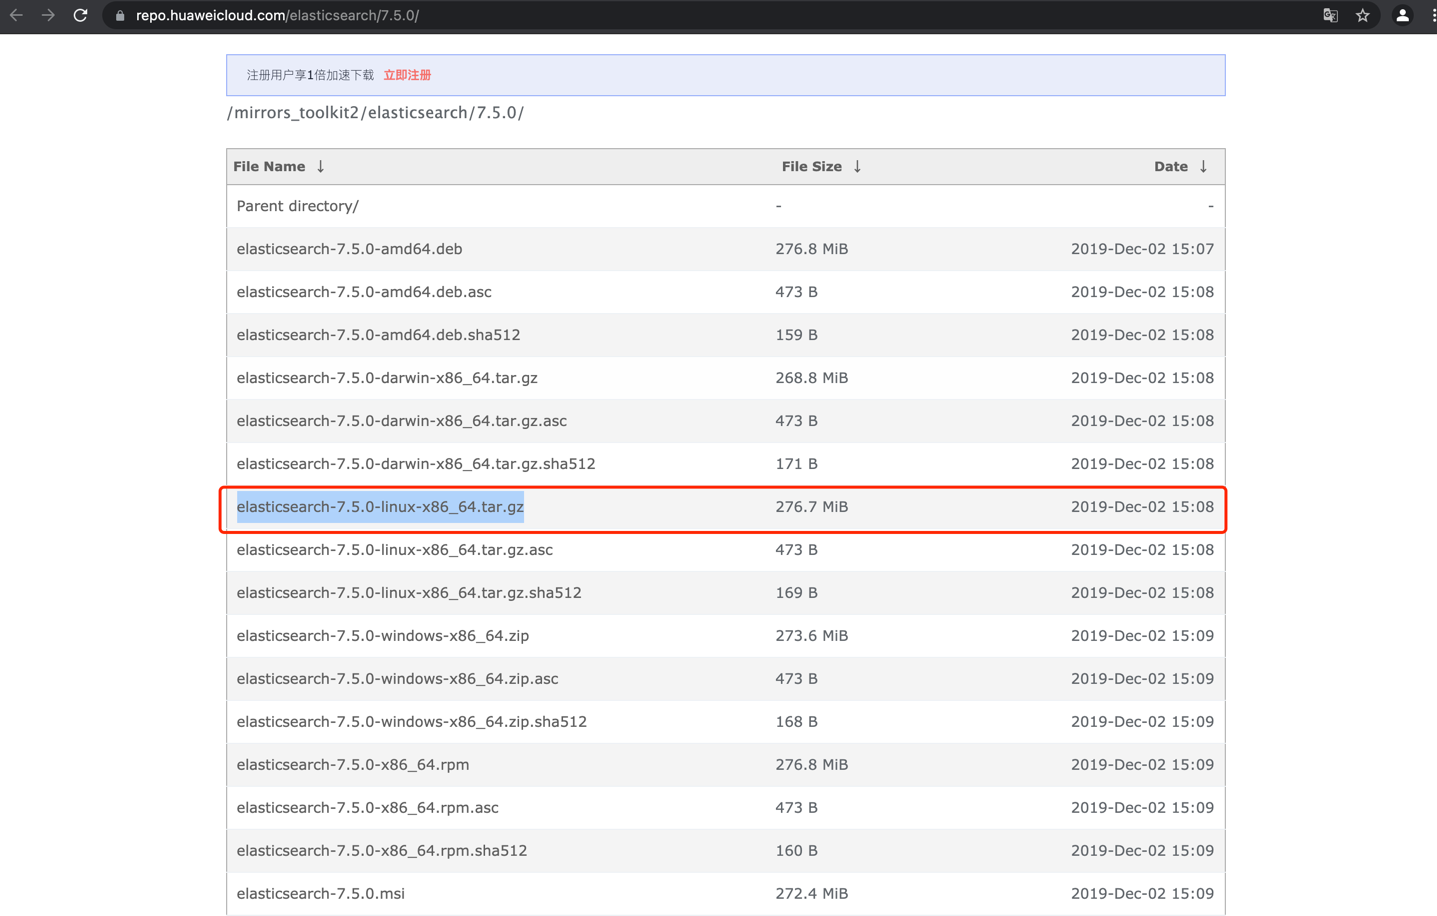 repo.huaweicloud.com/elasticsearch/7.5.0/
注册用户享1倍加速下载 立即注册
/mirrors_toolkit2/elasticsearch/7.5.0/
File Name ↓ File Size ↓ Date ↓
Parent directory/ - -
elasticsearch-7.5.0-amd64.deb 276.8 MiB 2019-Dec-02 15:07
elasticsearch-7.5.0-amd64.deb.asc 473 B 2019-Dec-02 15:08
elasticsearch-7.5.0-amd64.deb.sha512 159 B 2019-Dec-02 15:08
elasticsearch-7.5.0-darwin-x86_64.tar.gz 268.8 MiB 2019-Dec-02 15:08
elasticsearch-7.5.0-darwin-x86_64.tar.gz.asc 473 B 2019-Dec-02 15:08
elasticsearch-7.5.0-darwin-x86_64.tar.gz.sha512 171 B 2019-Dec-02 15:08
elasticsearch-7.5.0-linux-x86_64.tar.gz 276.7 MiB 2019-Dec-02 15:08
elasticsearch-7.5.0-linux-x86_64.tar.gz.asc 473 B 2019-Dec-02 15:08
elasticsearch-7.5.0-linux-x86_64.tar.gz.sha512 169 B 2019-Dec-02 15:08
elasticsearch-7.5.0-windows-x86_64.zip 273.6 MiB 2019-Dec-02 15:09
elasticsearch-7.5.0-windows-x86_64.zip.asc 473 B 2019-Dec-02 15:09
elasticsearch-7.5.0-windows-x86_64.zip.sha512 168 B 2019-Dec-02 15:09
elasticsearch-7.5.0-x86_64.rpm 276.8 MiB 2019-Dec-02 15:09
elasticsearch-7.5.0-x86_64.rpm.asc 473 B 2019-Dec-02 15:09
elasticsearch-7.5.0-x86_64.rpm.sha512 160 B 2019-Dec-02 15:09
elasticsearch-7.5.0.msi 272.4 MiB 2019-Dec-02 15:09